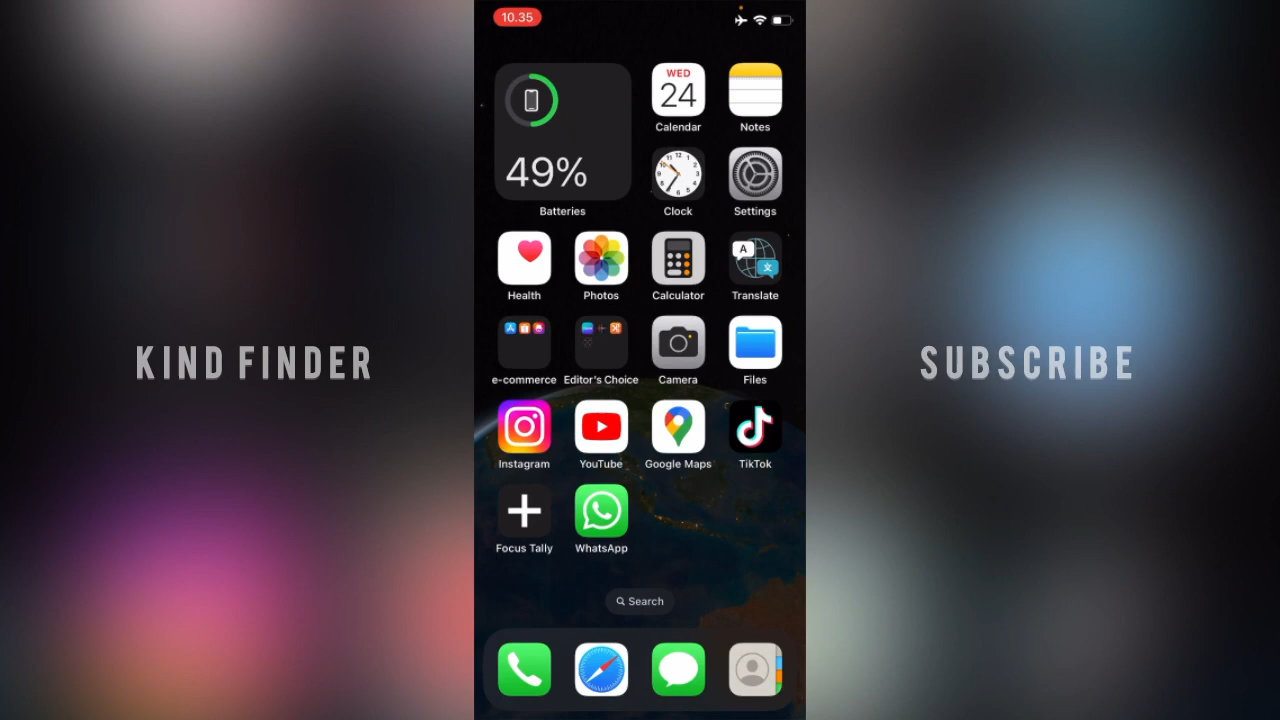 10.35
WED
24
Calendar
Notes
49%
Batteries
Clock
Settings
Health
Photos
Calculator
A
文
Translate
e-commerce
Editor's Choice
Camera
Files
KIND FINDER
SUBSCRIBE
Instagram
YouTube
Google Maps
TikTok
Focus Tally
WhatsApp
Search